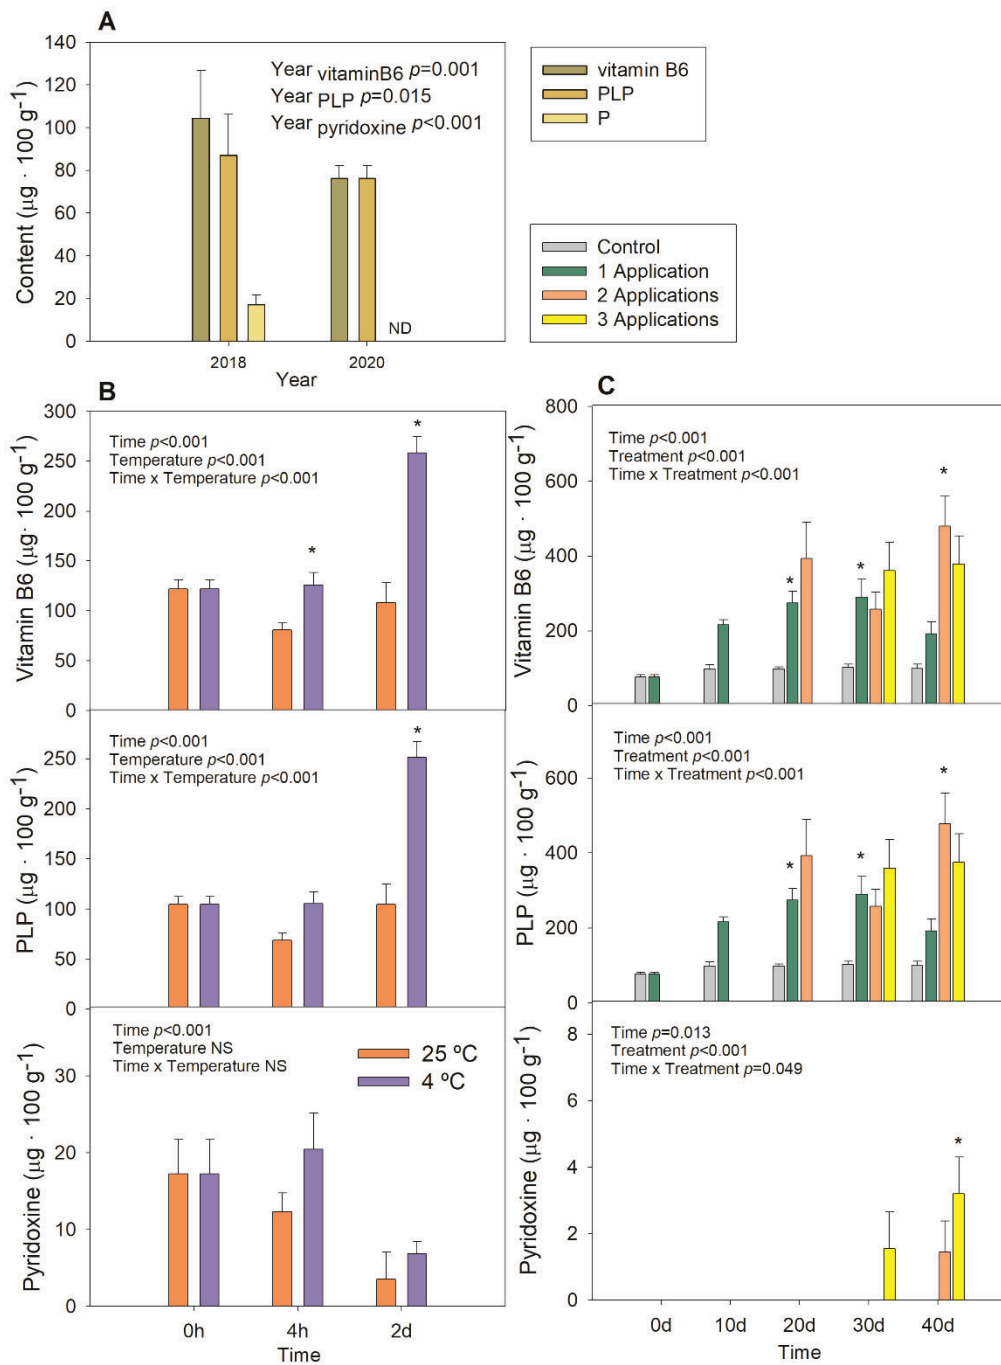 A
140
120
100
80
60
40
20
0
Content (µg · 100 g⁻¹)
Year vitaminB6 p=0.001
Year PLP p=0.015
Year pyridoxine p<0.001
ND
2018
2020
Year
vitamin B6
PLP
P
Control
1 Application
2 Applications
3 Applications
B
300
250
200
150
100
50
0
Vitamin B6 (µg· 100 g⁻¹)
Time p<0.001
Temperature p<0.001
Time x Temperature p<0.001
*
*
250
200
150
100
50
0
PLP (µg · 100 g⁻¹)
Time p<0.001
Temperature p<0.001
Time x Temperature p<0.001
*
30
20
10
0
Pyridoxine (µg · 100 g⁻¹)
Time p<0.001
Temperature NS
Time x Temperature NS
25 ºC
4 ºC
0h
4h
2d
Time
C
800
600
400
200
0
Vitamin B6 (µg · 100 g⁻¹)
Time p<0.001
Treatment p<0.001
Time x Treatment p<0.001
*
*
*
600
400
200
0
PLP (µg · 100 g⁻¹)
Time p<0.001
Treatment p<0.001
Time x Treatment p<0.001
*
*
*
8
6
4
2
0
Pyridoxine (µg · 100 g⁻¹)
Time p=0.013
Treatment p<0.001
Time x Treatment p=0.049
*
0d
10d
20d
30d
40d
Time